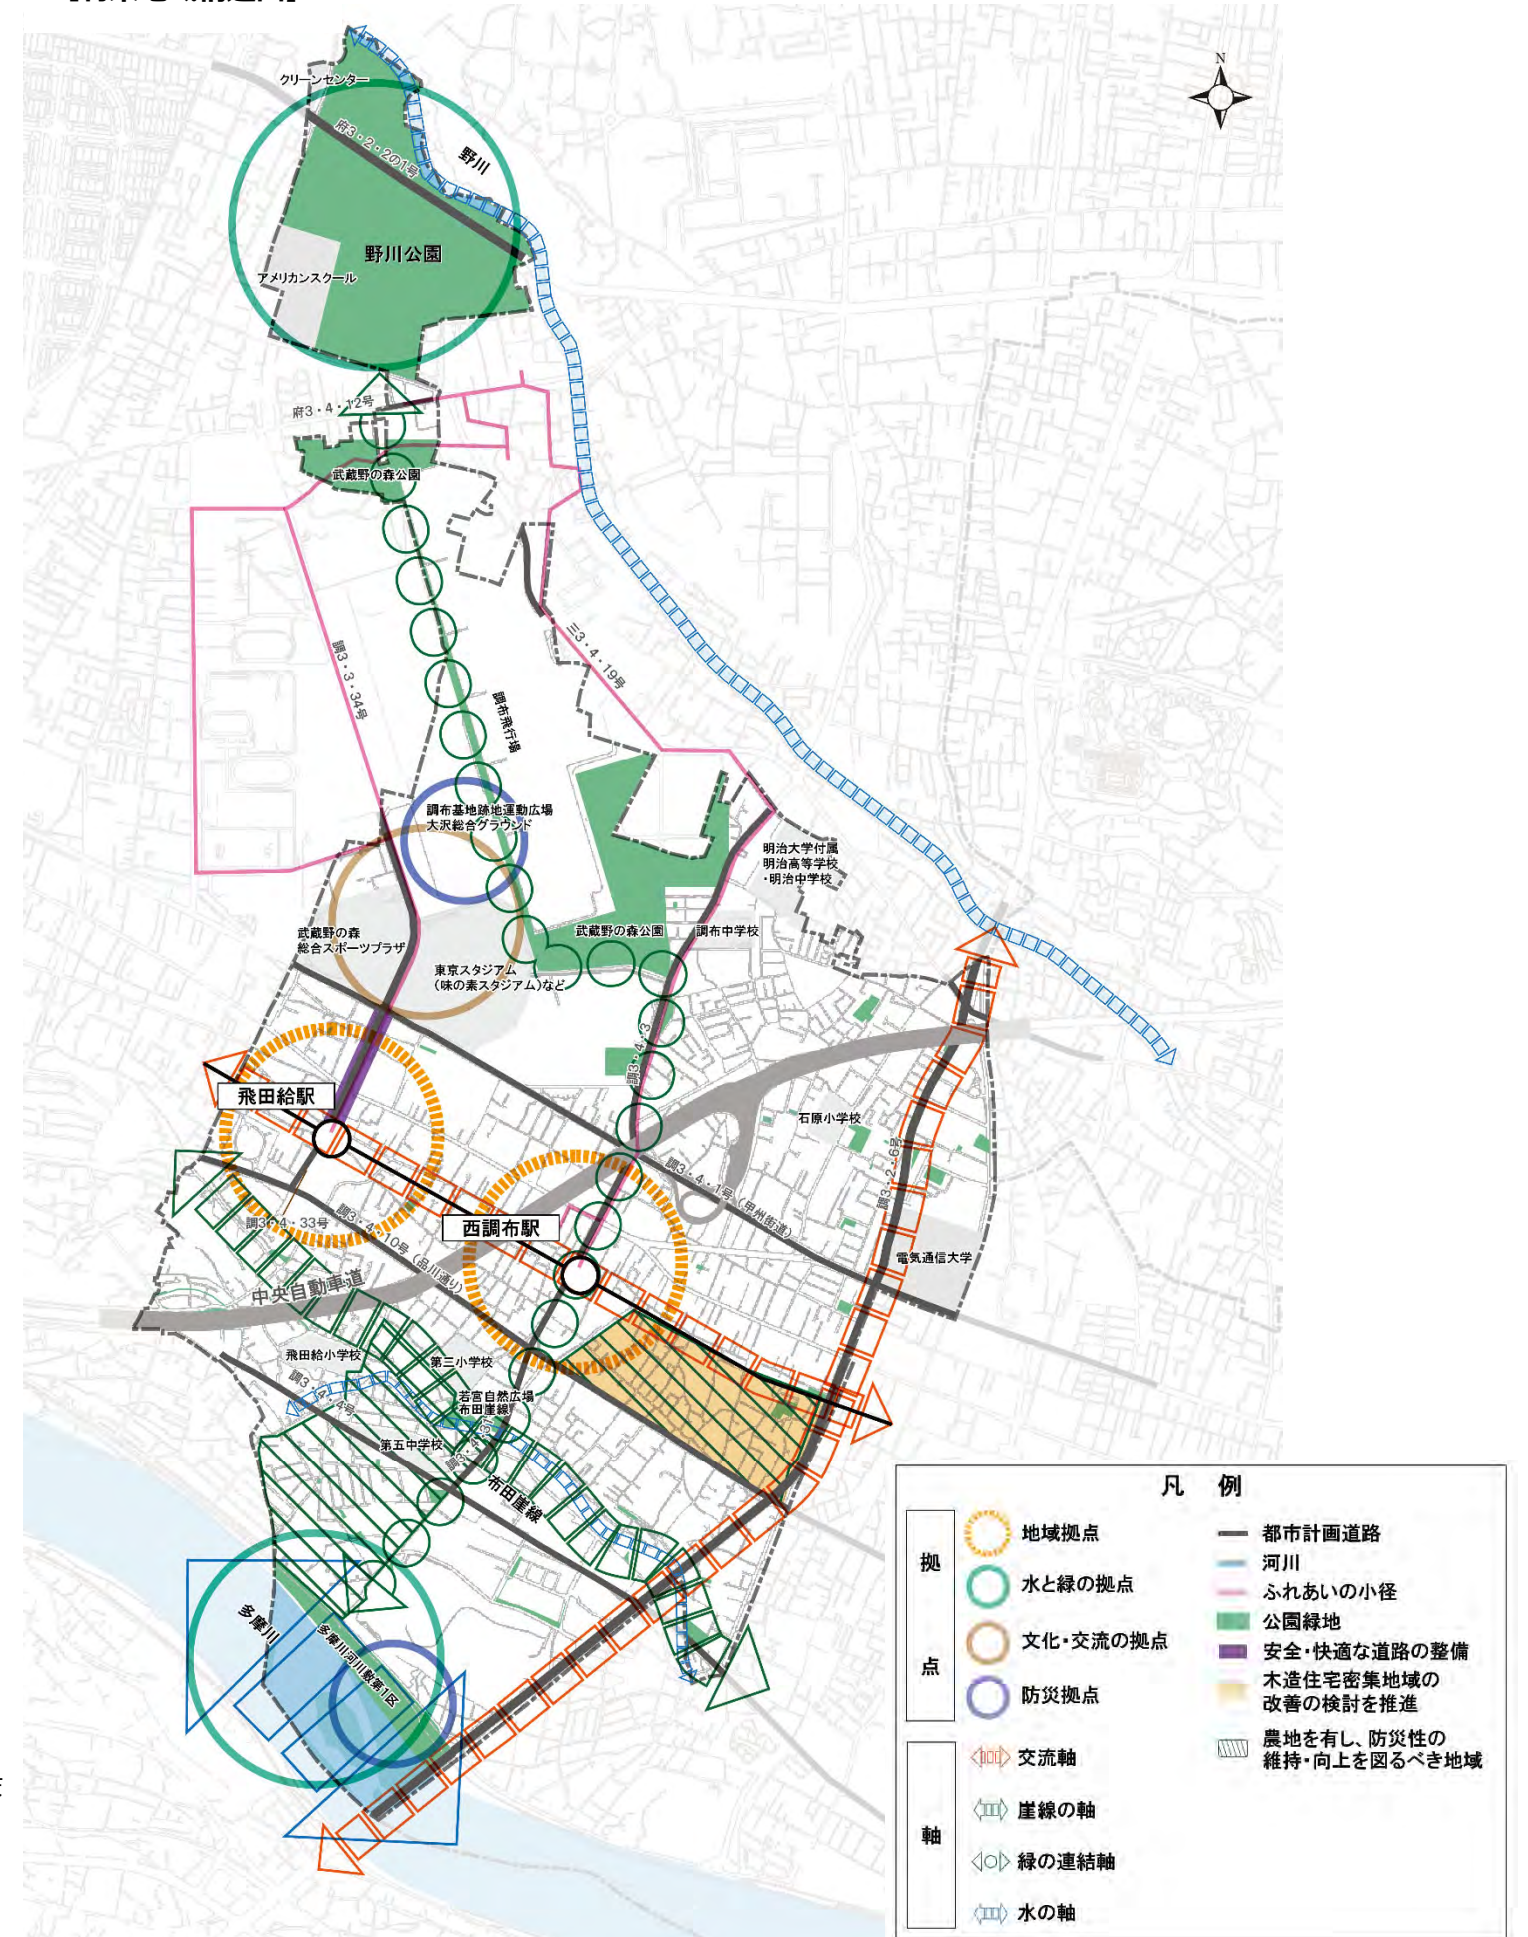 N
クリーンセンター
府3・2・2の1号
野川
野川公園
アメリカンスクール
府3・4・12号
武蔵野の森公園
三3・4・19号
調3・3・34号
調布飛行場
調布基地跡地運動広場
大沢総合グラウンド
明治大学付属
明治高等学校
・明治中学校
武蔵野の森
総合スポーツプラザ
武蔵野の森公園
調布中学校
東京スタジアム
(味の素スタジアム)など
調3・4・3
飛田給駅
石原小学校
調3・4・1号(甲州街道)
調3・2・6号
西調布駅
調3・4・33号
調3・4・10号(品川通り)
電気通信大学
中央自動車道
飛田給小学校
第三小学校
調3・4・4号
若宮自然広場
布田崖線
第五中学校
布田崖線
多摩川
多摩川河川敷第1区
凡 例
拠点
地域拠点
水と緑の拠点
文化・交流の拠点
防災拠点
軸
交流軸
崖線の軸
緑の連結軸
水の軸
都市計画道路
河川
ふれあいの小径
公園緑地
安全・快適な道路の整備
木造住宅密集地域の
改善の検討を推進
農地を有し、防災性の
維持・向上を図るべき地域